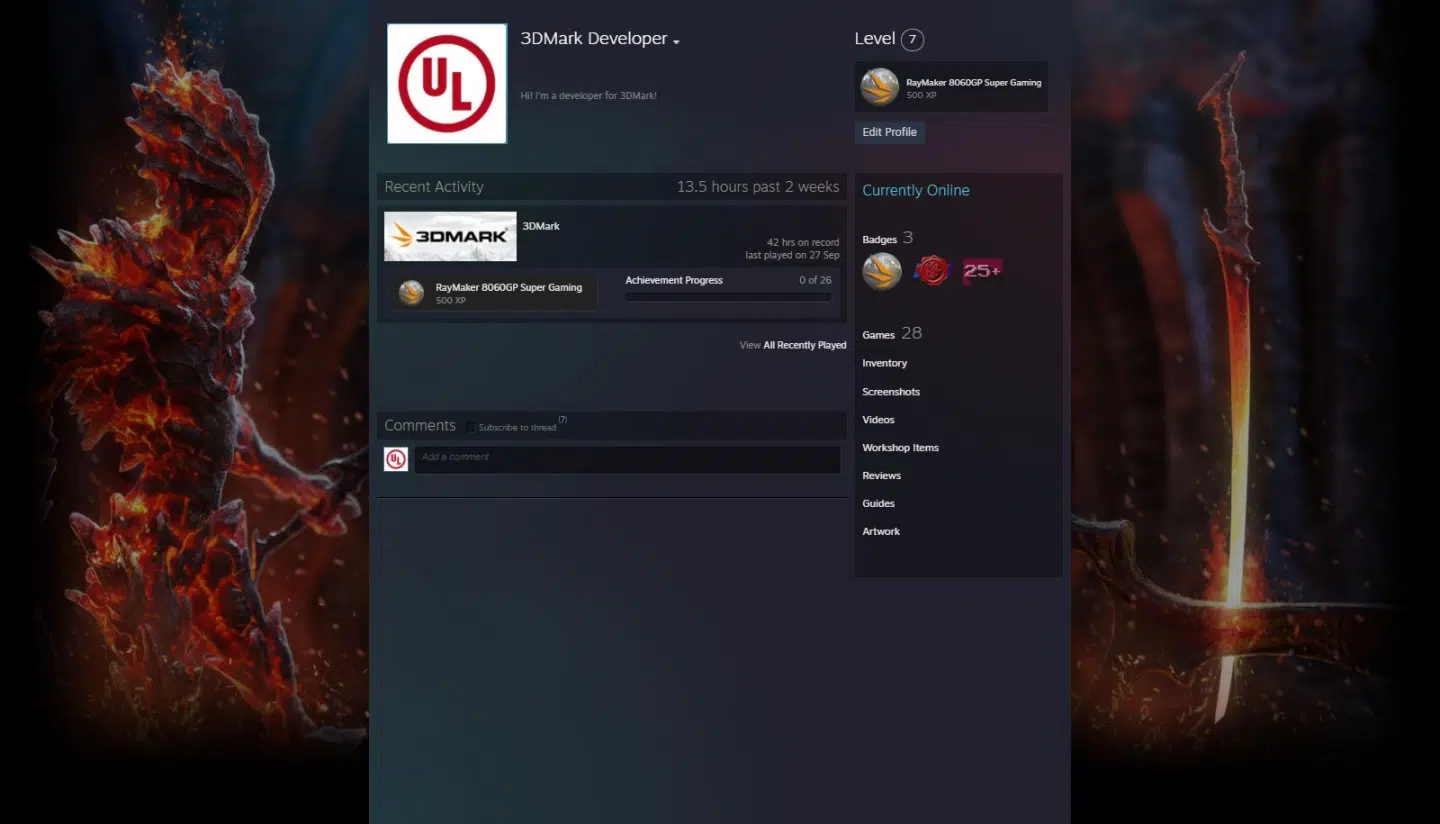 UL
3DMark Developer
Hi! I'm a developer for 3DMark!
Level 7
RayMaker 8060GP Super Gaming
500 XP
Edit Profile
Recent Activity 13.5 hours past 2 weeks
3DMARK
3DMark
42 hrs on record
last played on 27 Sep
RayMaker 8060GP Super Gaming
500 XP
Achievement Progress 0 of 26
View All Recently Played
Comments Subscribe to thread (?)
UL
Add a comment
Currently Online
Badges 3
25+
Games 28
Inventory
Screenshots
Videos
Workshop Items
Reviews
Guides
Artwork